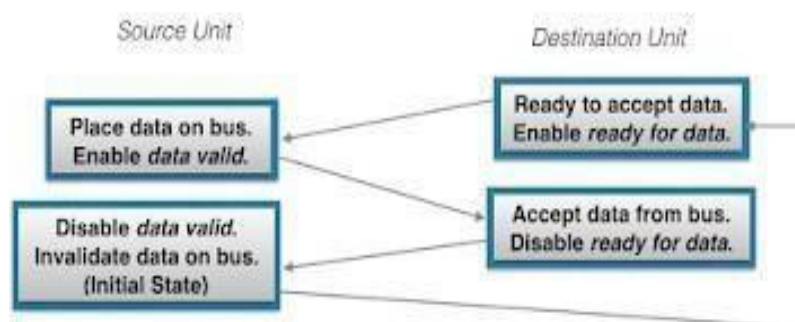 Source Unit
Destination Unit
Place data on bus.
Enable data valid.
Ready to accept data.
Enable ready for data.
Disable data valid.
Invalidate data on bus.
(Initial State)
Accept data from bus.
Disable ready for data.